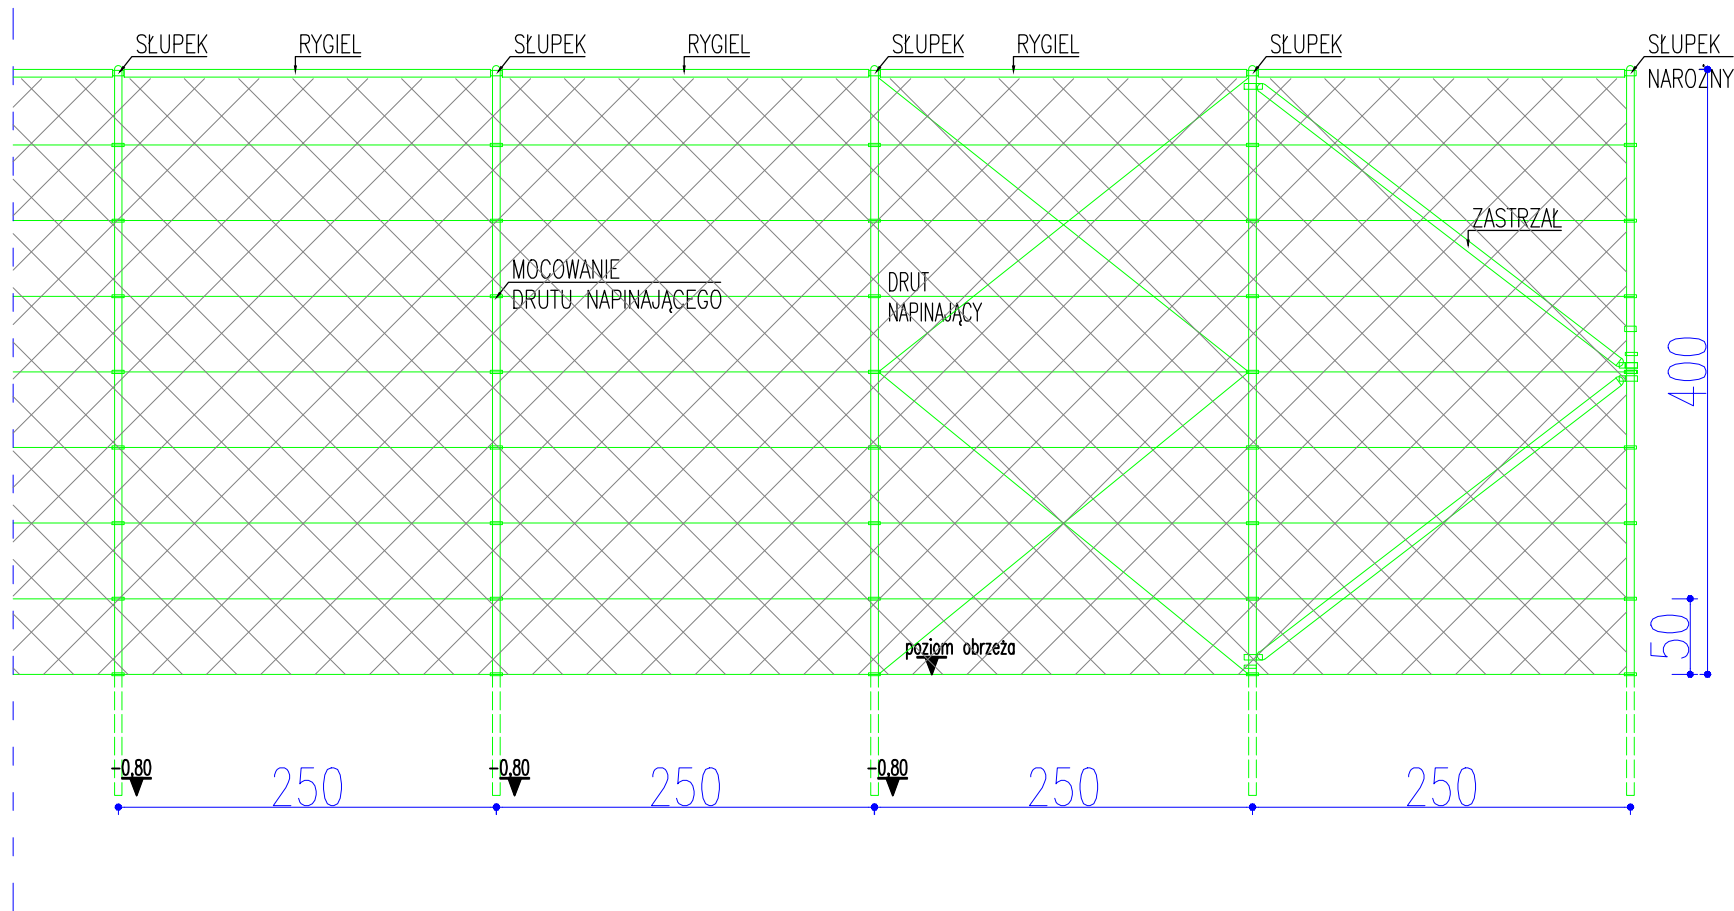 SŁUPEK
RYGIEL
SŁUPEK
RYGIEL
SŁUPEK
RYGIEL
SŁUPEK
SŁUPEK
NAROŻNY
ZASTRZAŁ
MOCOWANIE
DRUTU NAPINAJĄCEGO
DRUT
NAPINAJĄCY
400
50
poziom obrzeża
-0,80
-0,80
-0,80
250
250
250
250